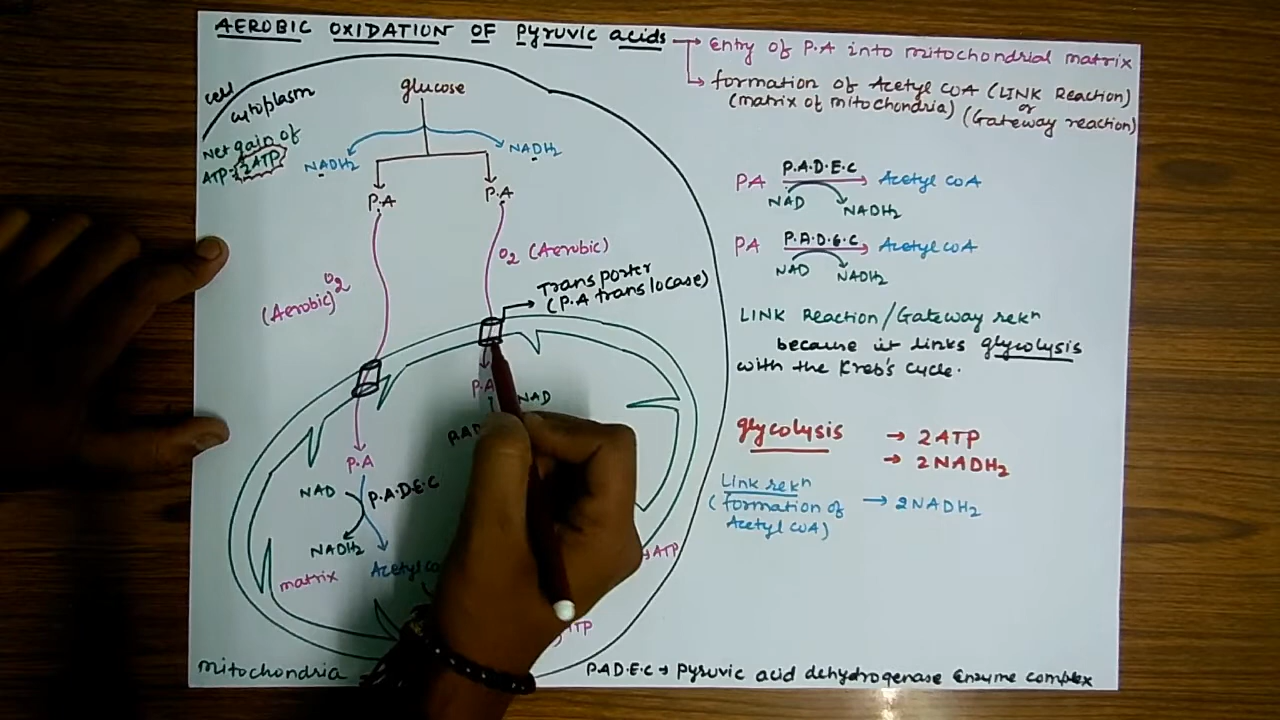 AEROBIC OXIDATION OF Pyruvic acids
→ Entry of P.A into mitochondrial matrix
→ formation of Acetyl COA (LINK Reaction)
(matrix of mitochondria) or
(Gateway reaction)
cell
cytoplasm
Net gain of
ATP=2ATP
glucose
NADH2
NADH2
P.A
P.A
O2 (Aerobic)
(Aerobic) O2
Transporter
(P.A translocase)
P.A
NAD
P.A
NAD
P.A.D.E.C
NADH2
matrix
ATP
mitochondria
PA P.A.D.E.C → Acetyl COA
NAD NADH2
PA P.A.D.E.C → Acetyl COA
NAD NADH2
LINK Reaction/Gateway rekn
because it links glycolysis
with the Kreb's cycle.
glycolysis → 2ATP
→ 2NADH2
Link rekn
(formation of → 2NADH2
Acetyl COA)
P.A.D.E.C → Pyruvic acid dehydrogenase Enzyme complex